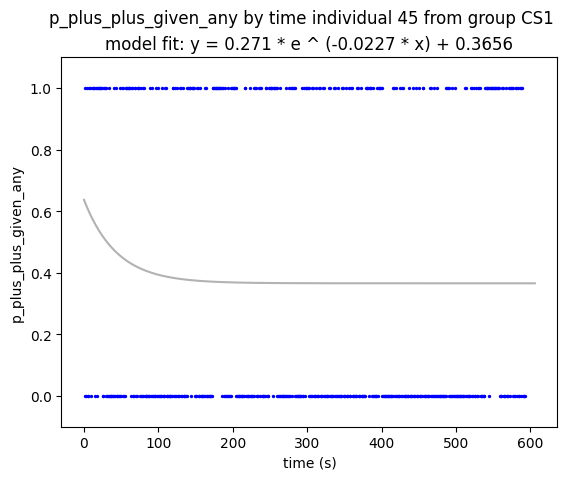 p_plus_plus_given_any by time individual 45 from group CS1
model fit: y = 0.271 * e ^ (-0.0227 * x) + 0.3656
1.0
0.8
0.6
0.4
0.2
0.0
p_plus_plus_given_any
0 100 200 300 400 500 600
time (s)